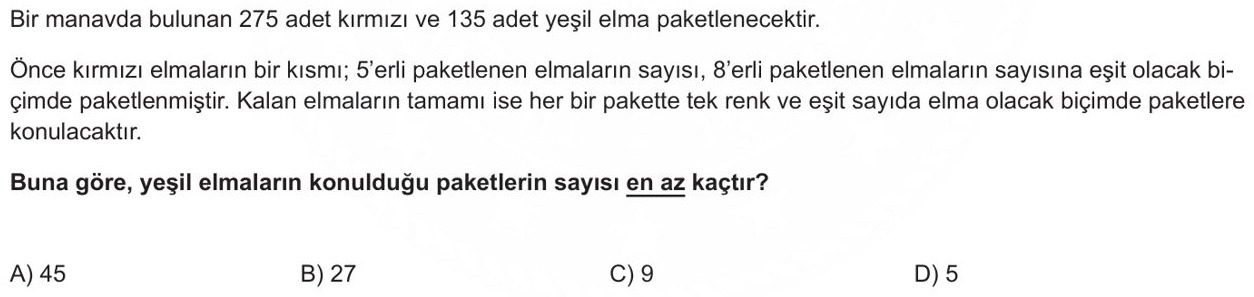 Bir manavda bulunan 275 adet kırmızı ve 135 adet yeşil elma paketlenecektir.
Önce kırmızı elmaların bir kısmı; 5'erli paketlenen elmaların sayısı, 8'erli paketlenen elmaların sayısına eşit olacak bi-
çimde paketlenmiştir. Kalan elmaların tamamı ise her bir pakette tek renk ve eşit sayıda elma olacak biçimde paketlere
konulacaktır.
Buna göre, yeşil elmaların konulduğu paketlerin sayısı en az kaçtır?
A) 45 B) 27 C) 9 D) 5